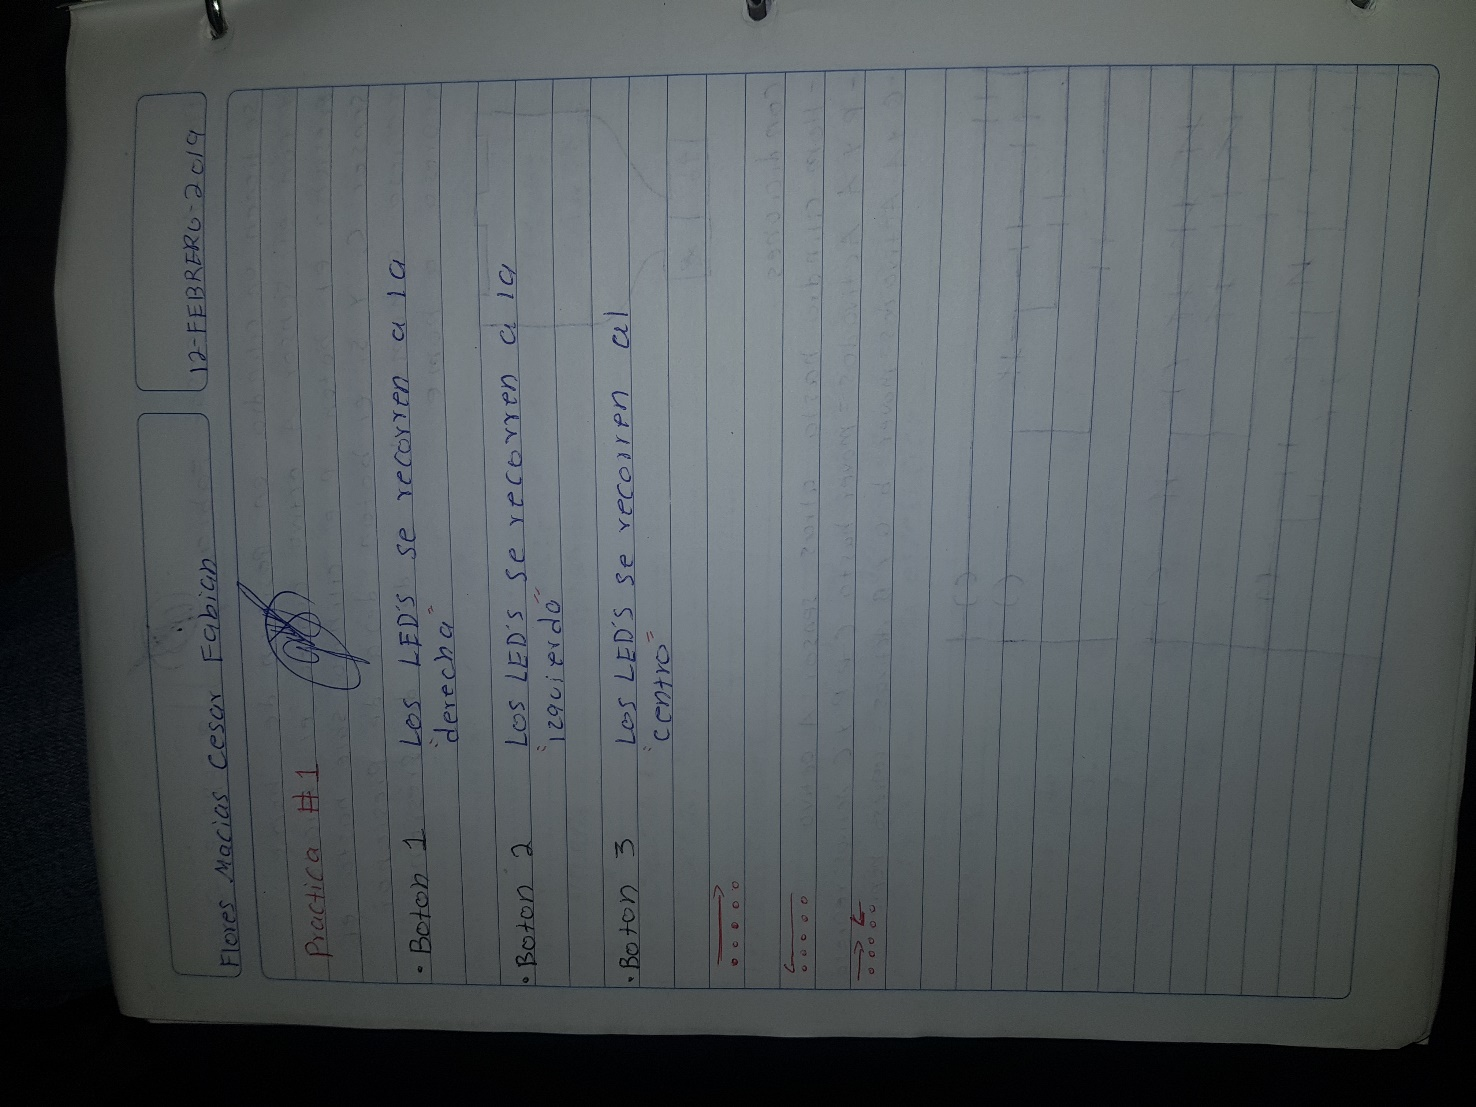 Flores Macias Cesar Fabian
12-FEBRERO-2019
Practica #1
• Boton 1 Los LED's se recorren a la
"derecha"
• Boton 2 Los LED's se recorren a la
"izquierda"
• Boton 3 Los LED's se recorren al
"centro"